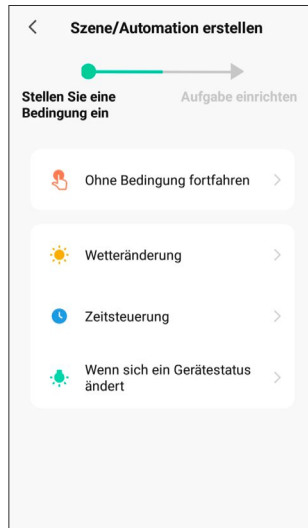 Szene/Automation erstellen
Stellen Sie eine
Bedingung ein
Aufgabe einrichten
Ohne Bedingung fortfahren
Wetteränderung
Zeitsteuerung
Wenn sich ein Gerätestatus
ändert